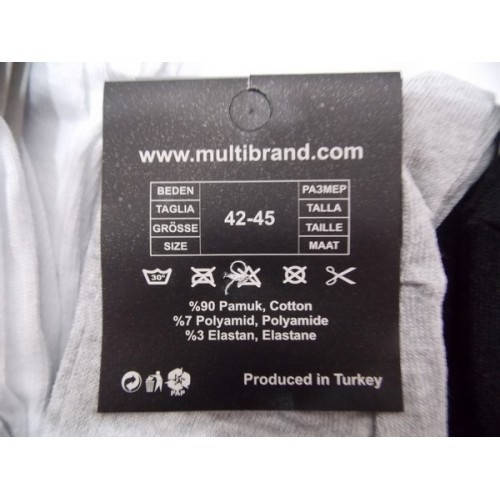 www.multibrand.com
BEDEN 42-45 РАЗМЕР
TAGLIA TALLA
GRÖSSE TAILLE
SIZE MAAT
30°
%90 Pamuk, Cotton
%7 Polyamid, Polyamide
%3 Elastan, Elastane
PAP
Produced in Turkey